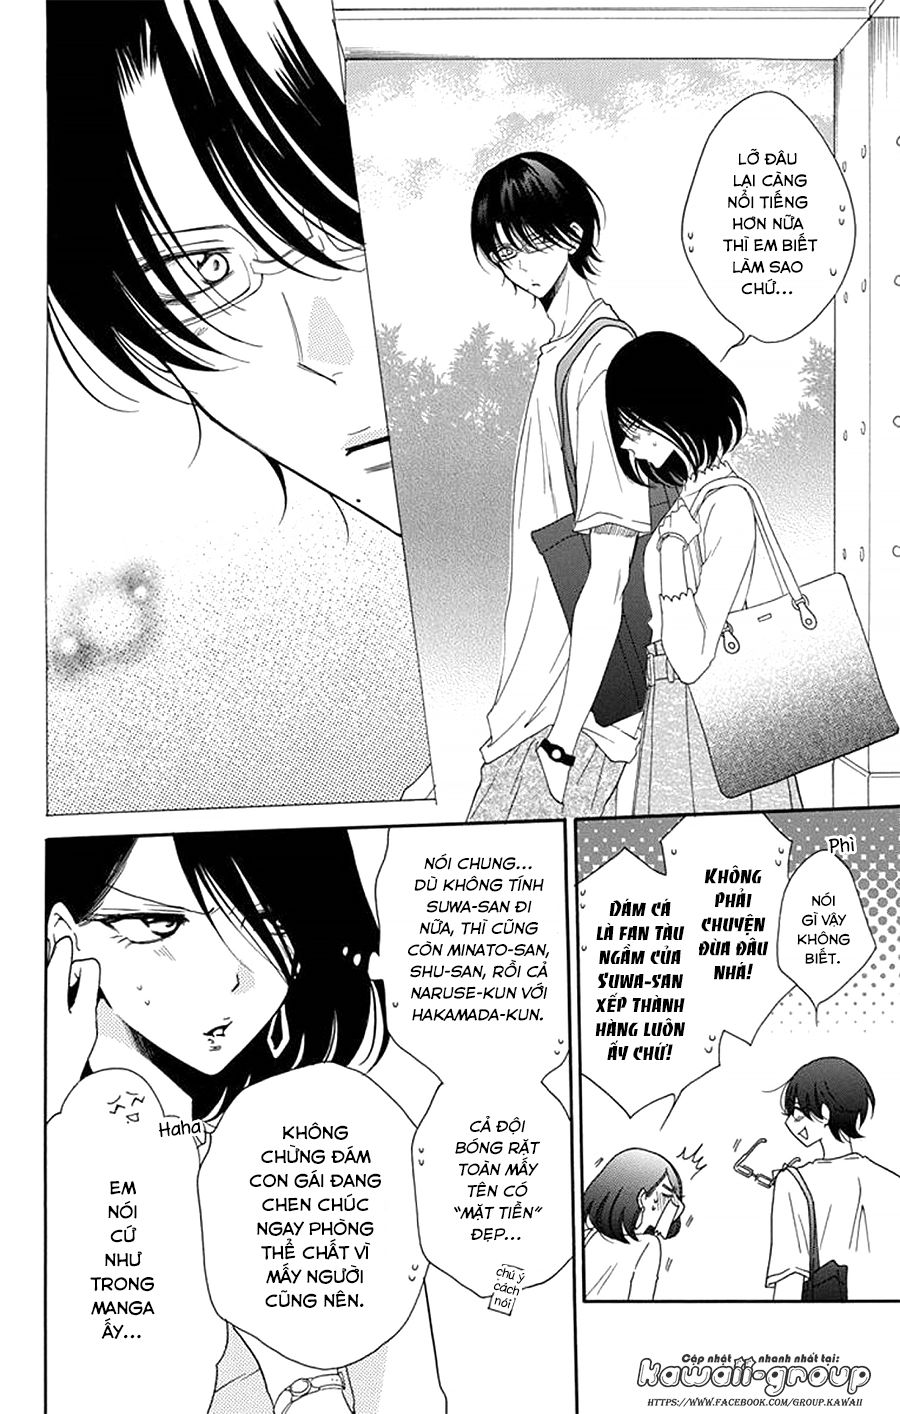 LỠ ĐÂU
LẠI CÀNG
NỔI TIẾNG
HƠN NỮA
THÌ EM BIẾT
LÀM SAO
CHỨ...
Phì
NÓI
GÌ VẬY
KHÔNG
BIẾT.
KHÔNG
PHẢI
CHUYỆN
ĐÙA ĐÂU
NHÁ!
DÁM CÁ
LÀ FAN TÀU
NGẦM CỦA
SUWA-SAN
XẾP THÀNH
HÀNG LUÔN
ẤY CHỨ!
NÓI CHUNG...
DÙ KHÔNG TÍNH
SUWA-SAN ĐI
NỮA, THÌ CŨNG
CÒN MINATO-SAN,
SHU-SAN, RỒI CẢ
NARUSE-KUN VỚI
HAKAMADA-KUN.
CẢ ĐỘI
BÓNG RẶT
TOÀN MẤY
TÊN CÓ
"MẶT TIỀN"
ĐẸP...
chú ý
cách
nói
KHÔNG
CHỪNG ĐÁM
CON GÁI ĐANG
CHEN CHÚC
NGAY PHÒNG
THỂ CHẤT VÌ
MẤY NGƯỜI
CŨNG NÊN.
Haha
EM
NÓI
CỨ
NHƯ
TRONG
MANGA
ẤY...
Cập nhật nhanh nhất tại:
kawaii-group
HTTPS://WWW.FACEBOOK.COM/GROUP.KAWAII